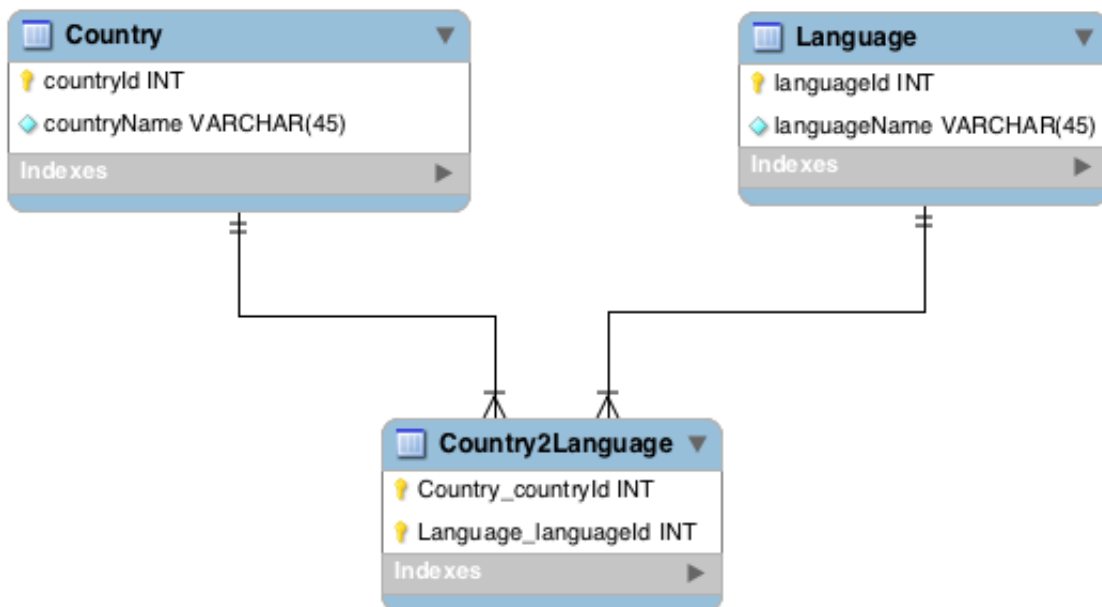 Country
countryId INT
countryName VARCHAR(45)
Indexes
Language
languageId INT
languageName VARCHAR(45)
Indexes
Country2Language
Country_countryId INT
Language_languageId INT
Indexes